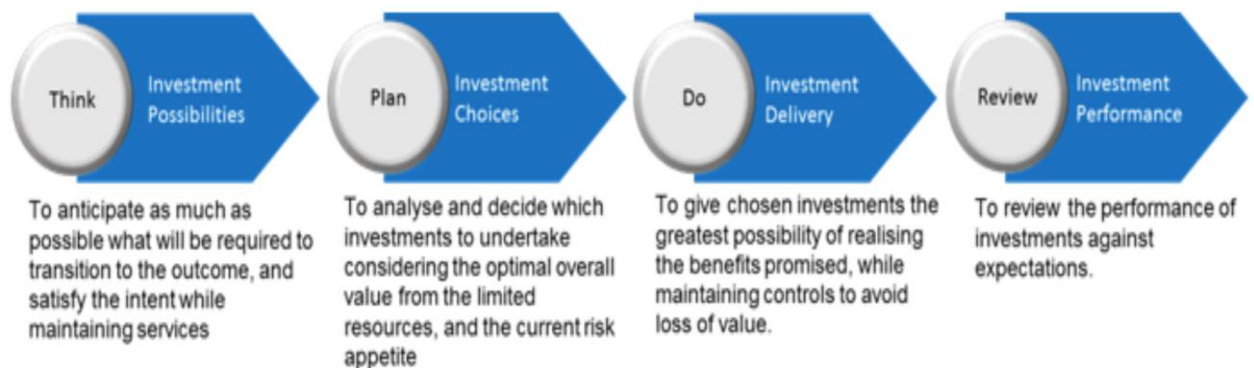 Think
Investment
Possibilities
To anticipate as much as
possible what will be required to
transition to the outcome, and
satisfy the intent while
maintaining services
Plan
Investment
Choices
To analyse and decide which
investments to undertake
considering the optimal overall
value from the limited
resources, and the current risk
appetite
Do
Investment
Delivery
To give chosen investments the
greatest possibility of realising
the benefits promised, while
maintaining controls to avoid
loss of value.
Review
Investment
Performance
To review the performance of
investments against
expectations.